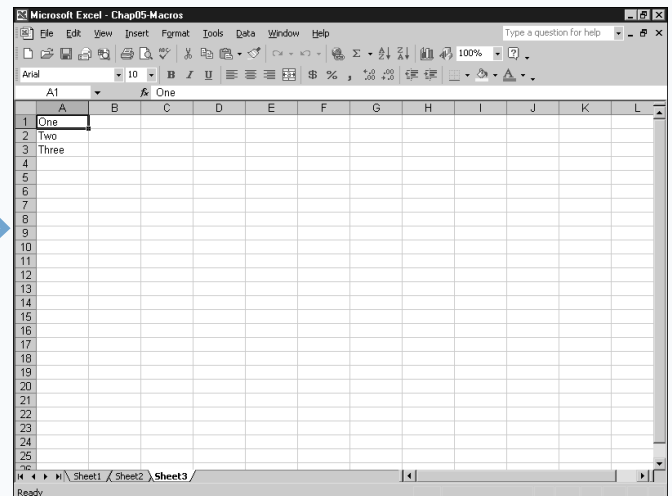 Microsoft Excel - Chap05-Macros
File Edit View Insert Format Tools Data Window Help Type a question for help
100%
Arial 10 B I U $ % ,
A1 fx One
A B C D E F G H I J K L
1 One
2 Two
3 Three
4
5
6
7
8
9
10
11
12
13
14
15
16
17
18
19
20
21
22
23
24
25
Sheet1 Sheet2 Sheet3
Ready